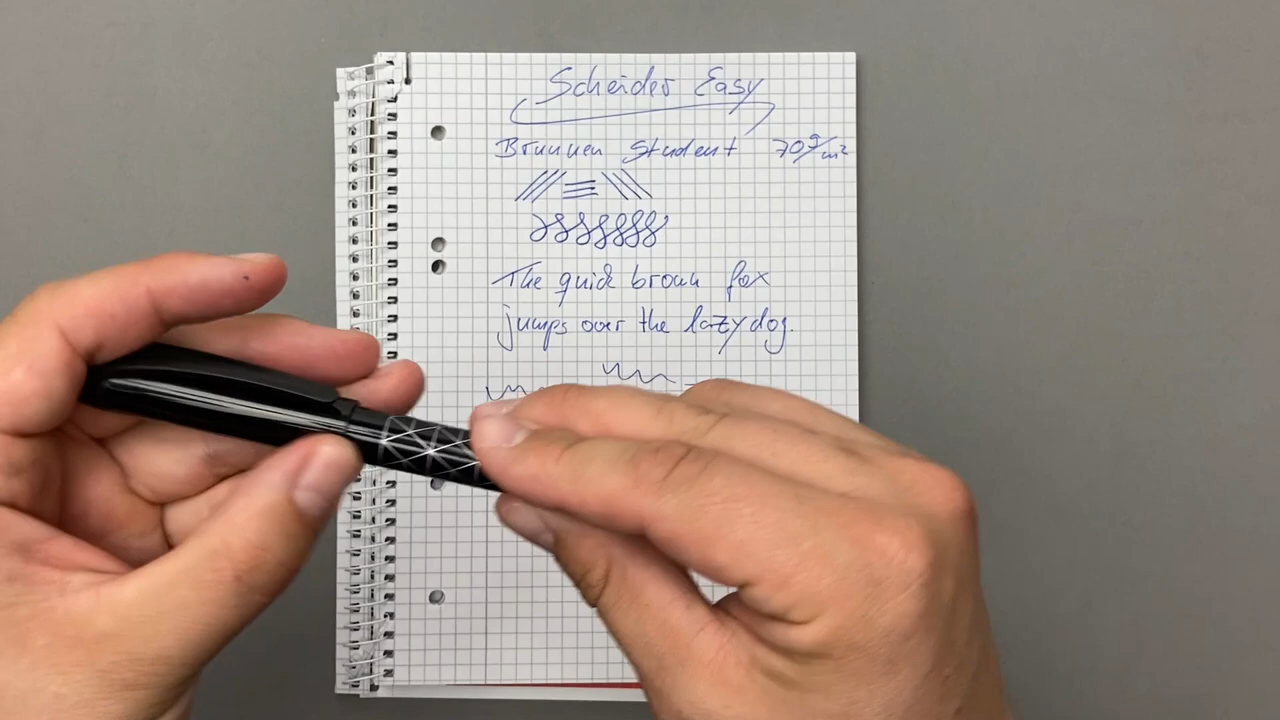 Scheider Easy
Brunnen Student 70g/m²
The quick brown fox
jumps over the lazy dog.